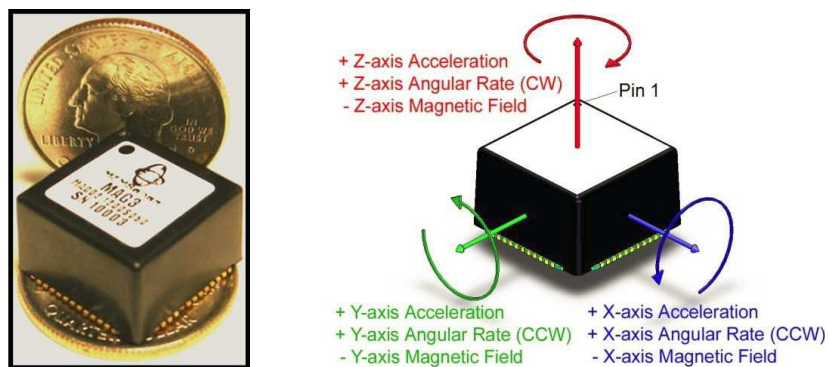 UNITED STATES OF AMERICA
LIBERTY
IN
GOD WE
TRUST
MAG3
SN 10003
QUARTER
+ Z-axis Acceleration
+ Z-axis Angular Rate (CW)
- Z-axis Magnetic Field
Pin 1
+ Y-axis Acceleration
+ Y-axis Angular Rate (CCW)
- Y-axis Magnetic Field
+ X-axis Acceleration
+ X-axis Angular Rate (CCW)
- X-axis Magnetic Field